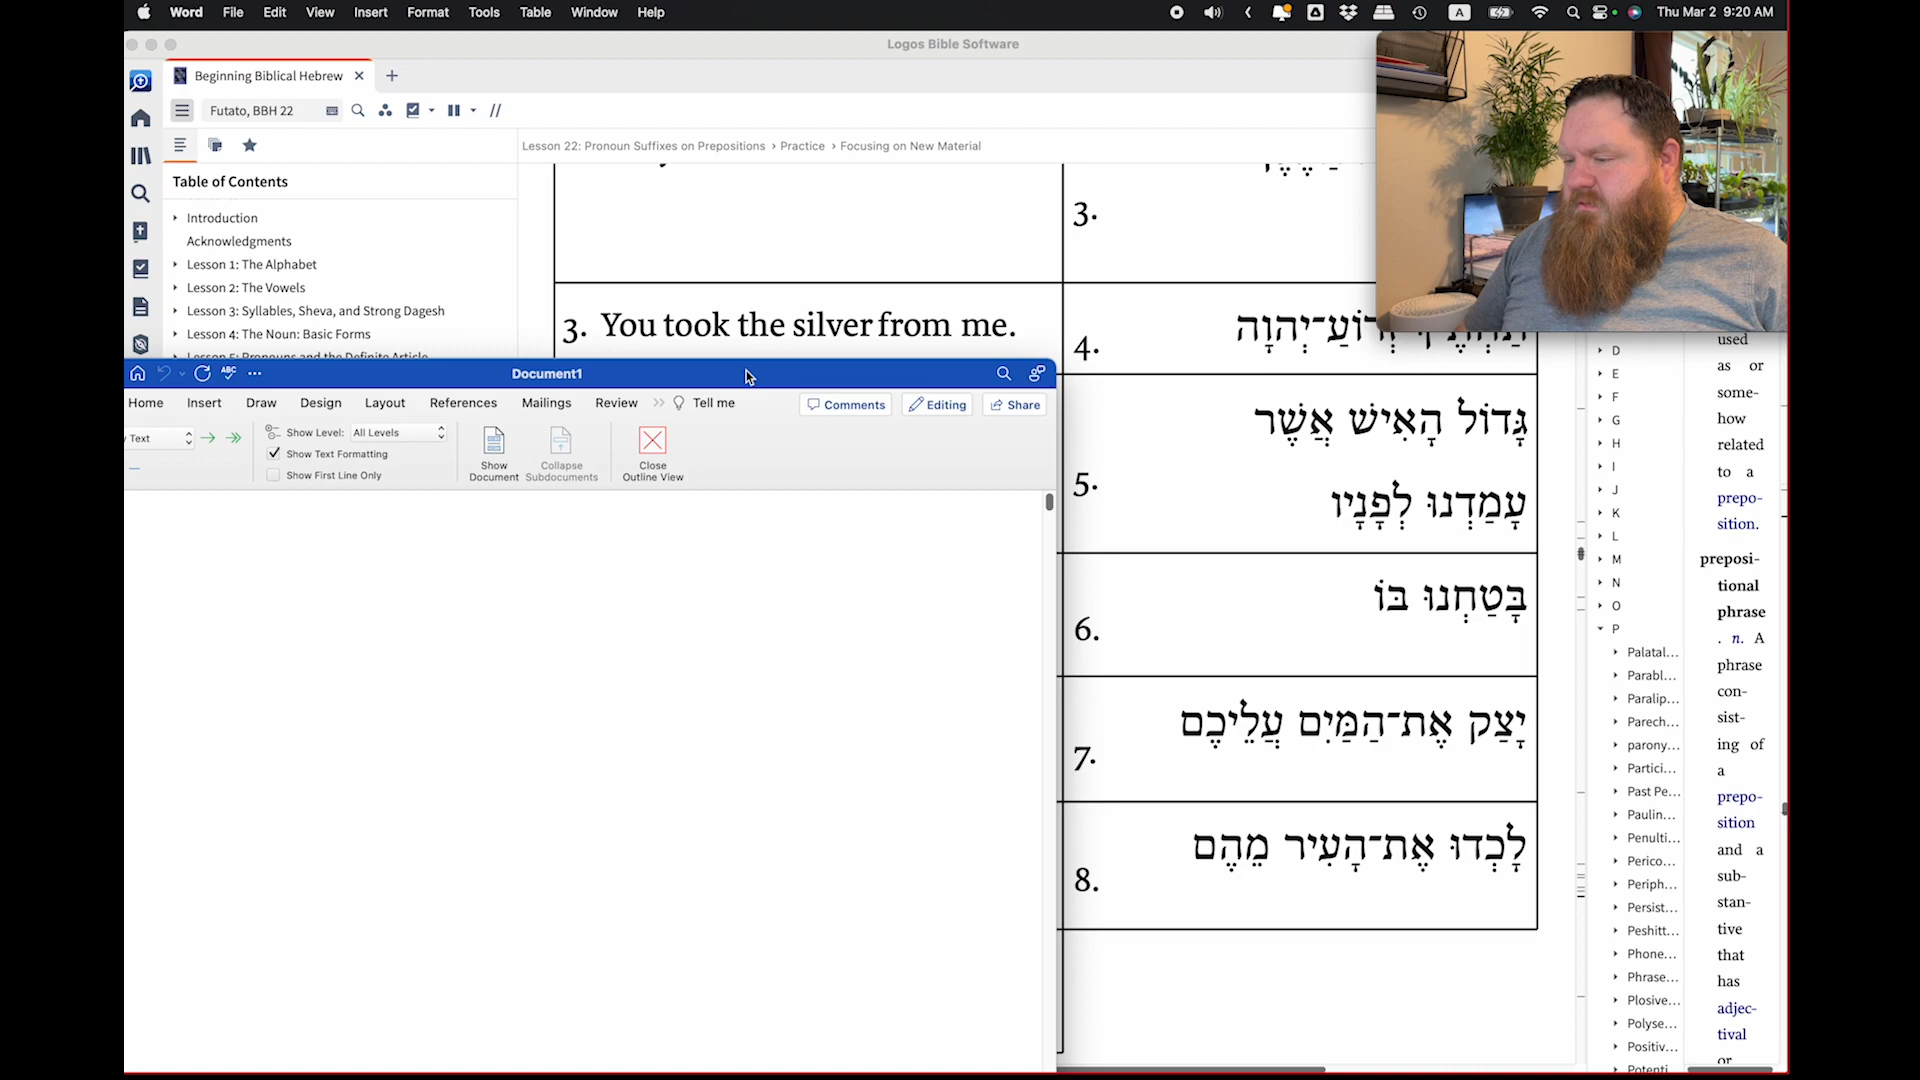 Word File Edit View Insert Format Tools Table Window Help
A
Thu Mar 2 9:20 AM
Logos Bible Software
Beginning Biblical Hebrew
Futato, BBH 22
Lesson 22: Pronoun Suffixes on Prepositions › Practice › Focusing on New Material
Table of Contents
Introduction
Acknowledgments
Lesson 1: The Alphabet
Lesson 2: The Vowels
Lesson 3: Syllables, Sheva, and Strong Dagesh
Lesson 4: The Noun: Basic Forms
3. You took the silver from me.
Document1
Home Insert Draw Design Layout References Mailings Review Tell me
Comments Editing Share
Text
Show Level: All Levels
Show Text Formatting
Show First Line Only
Show Document
Collapse Subdocuments
Close Outline View
3.
4. זְרוֹעַ־יְהוָה
5. גָּדוֹל הָאִישׁ אֲשֶׁר
עָמַדְנוּ לְפָנָיו
6. בָּטַחְנוּ בּוֹ
7. יָצַק אֶת־הַמַּיִם עֲלֵיכֶם
8. לָכְדוּ אֶת־הָעִיר מֵהֶם
D
E
F
G
H
I
J
K
L
M
N
O
P
Palatal...
Parabl...
Paralip...
Parech...
parony...
Partici...
Past Pe...
Paulin...
Penulti...
Perico...
Periph...
Persist...
Peshitt...
Phone...
Phrase...
Plosive...
Polyse...
Positiv...
Potenti
used
as or
some-
how
related
to a
prepo-
sition.
preposi-
tional
phrase
. n. A
phrase
con-
sist-
ing of
a
prepo-
sition
and a
sub-
stan-
tive
that
has
adjec-
tival
or